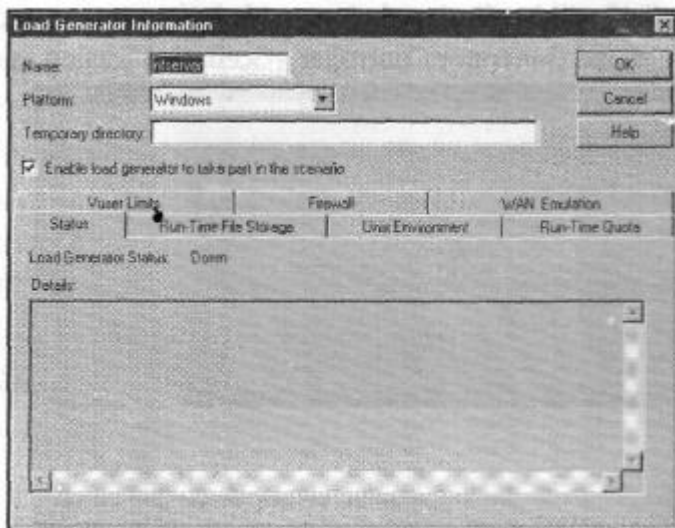 Load Generator Information
Name: ntserver
OK
Platform: Windows
Cancel
Temporary directory:
Help
Enable load generator to take part in the scenario
Vuser Limits Firewall WAN Emulation
Status Run-Time File Storage Unix Environment Run-Time Quota
Load Generator Status: Down
Details: